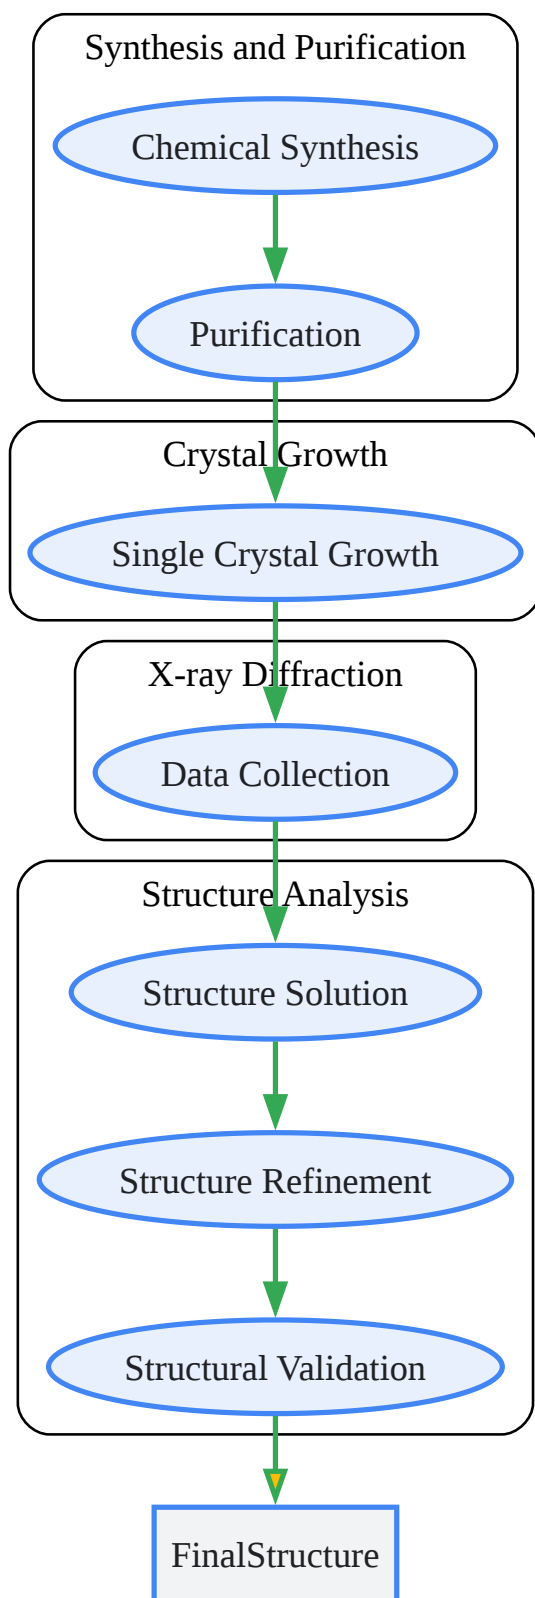 Synthesis and Purification
Chemical Synthesis
Purification
Crystal Growth
Single Crystal Growth
X-ray Diffraction
Data Collection
Structure Analysis
Structure Solution
Structure Refinement
Structural Validation
FinalStructure